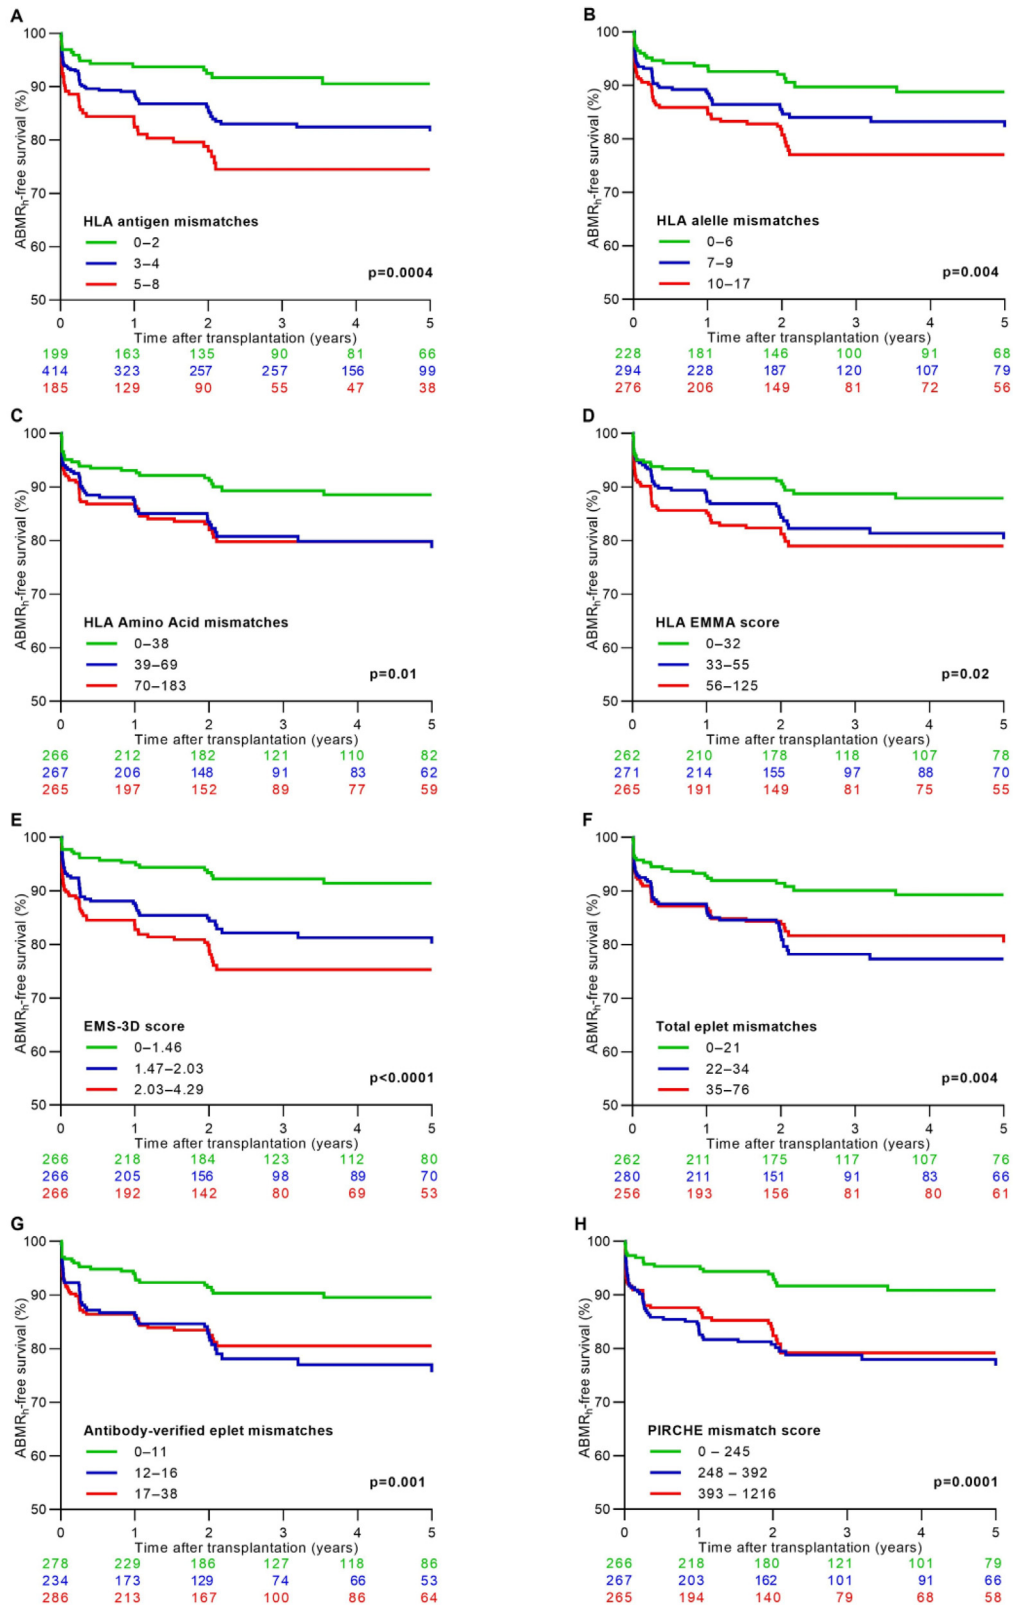 A
ABMRh-free survival (%)
100
90
80
70
60
50
HLA antigen mismatches
0–2
3–4
5–8
p=0.0004
0 1 2 3 4 5
Time after transplantation (years)
199 163 135 90 81 66
414 323 257 257 156 99
185 129 90 55 47 38
B
ABMRh-free survival (%)
100
90
80
70
60
50
HLA alelle mismatches
0–6
7–9
10–17
p=0.004
0 1 2 3 4 5
Time after transplantation (years)
228 181 146 100 91 68
294 228 187 120 107 79
276 206 149 81 72 56
C
ABMRh-free survival (%)
100
90
80
70
60
50
HLA Amino Acid mismatches
0–38
39–69
70–183
p=0.01
0 1 2 3 4 5
Time after transplantation (years)
266 212 182 121 110 82
267 206 148 91 83 62
265 197 152 89 77 59
D
ABMRh-free survival (%)
100
90
80
70
60
50
HLA EMMA score
0–32
33–55
56–125
p=0.02
0 1 2 3 4 5
Time after transplantation (years)
262 210 178 118 107 78
271 214 155 97 88 70
265 191 149 81 75 55
E
ABMRh-free survival (%)
100
90
80
70
60
50
EMS-3D score
0–1.46
1.47–2.03
2.03–4.29
p<0.0001
0 1 2 3 4 5
Time after transplantation (years)
266 218 184 123 112 80
266 205 156 98 89 70
266 192 142 80 69 53
F
ABMRh-free survival (%)
100
90
80
70
60
50
Total eplet mismatches
0–21
22–34
35–76
p=0.004
0 1 2 3 4 5
Time after transplantation (years)
262 211 175 117 107 76
280 211 151 91 83 66
256 193 156 81 80 61
G
ABMRh-free survival (%)
100
90
80
70
60
50
Antibody-verified eplet mismatches
0–11
12–16
17–38
p=0.001
0 1 2 3 4 5
Time after transplantation (years)
278 229 186 127 118 86
234 173 129 74 66 53
286 213 167 100 86 64
H
ABMRh-free survival (%)
100
90
80
70
60
50
PIRCHE mismatch score
0 – 245
248 – 392
393 – 1216
p=0.0001
0 1 2 3 4 5
Time after transplantation (years)
266 218 180 121 101 79
267 203 162 101 91 66
265 194 140 79 68 58